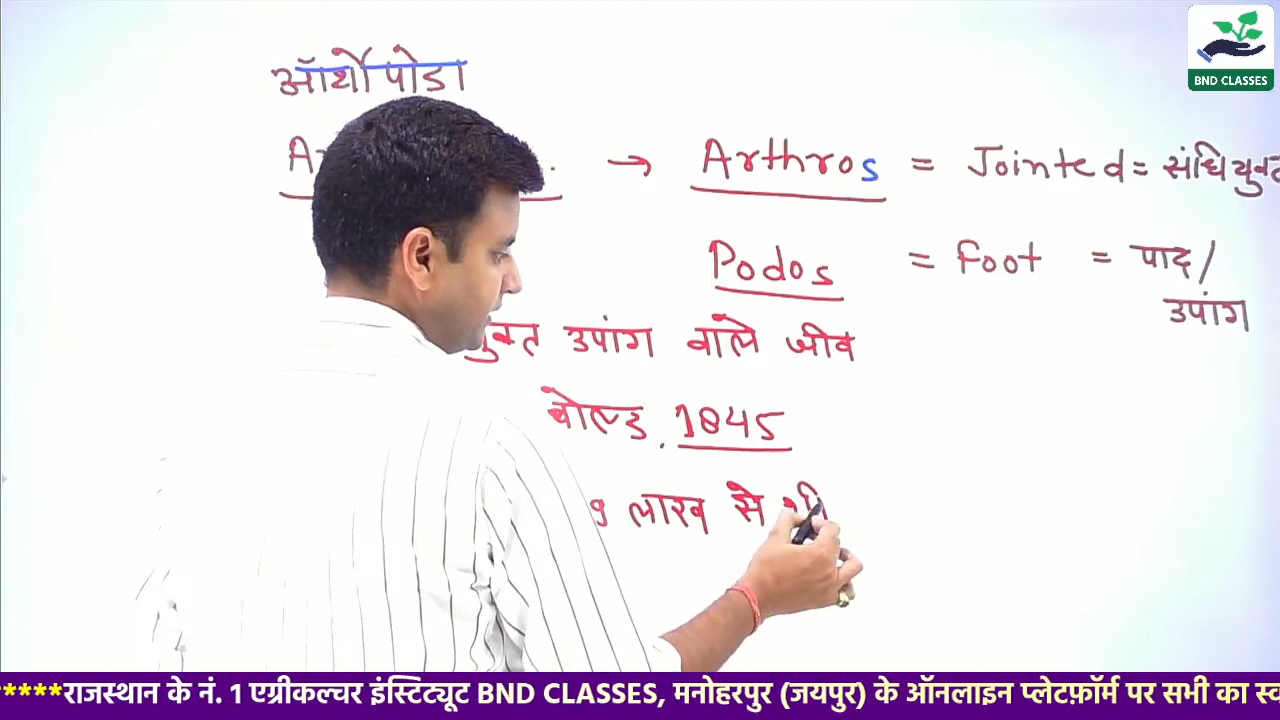 BND CLASSES
ऑर्थोपोडा
Arthros = Jointed = संधियुक्त
Podos = Foot = पाद/
उपांग
उपांग वाले जीव
बोल्ड 1845
9 लाख से भी
*****राजस्थान के नं. 1 एग्रीकल्चर इंस्टिट्यूट BND CLASSES, मनोहरपुर (जयपुर) के ऑनलाइन प्लेटफ़ॉर्म पर सभी का